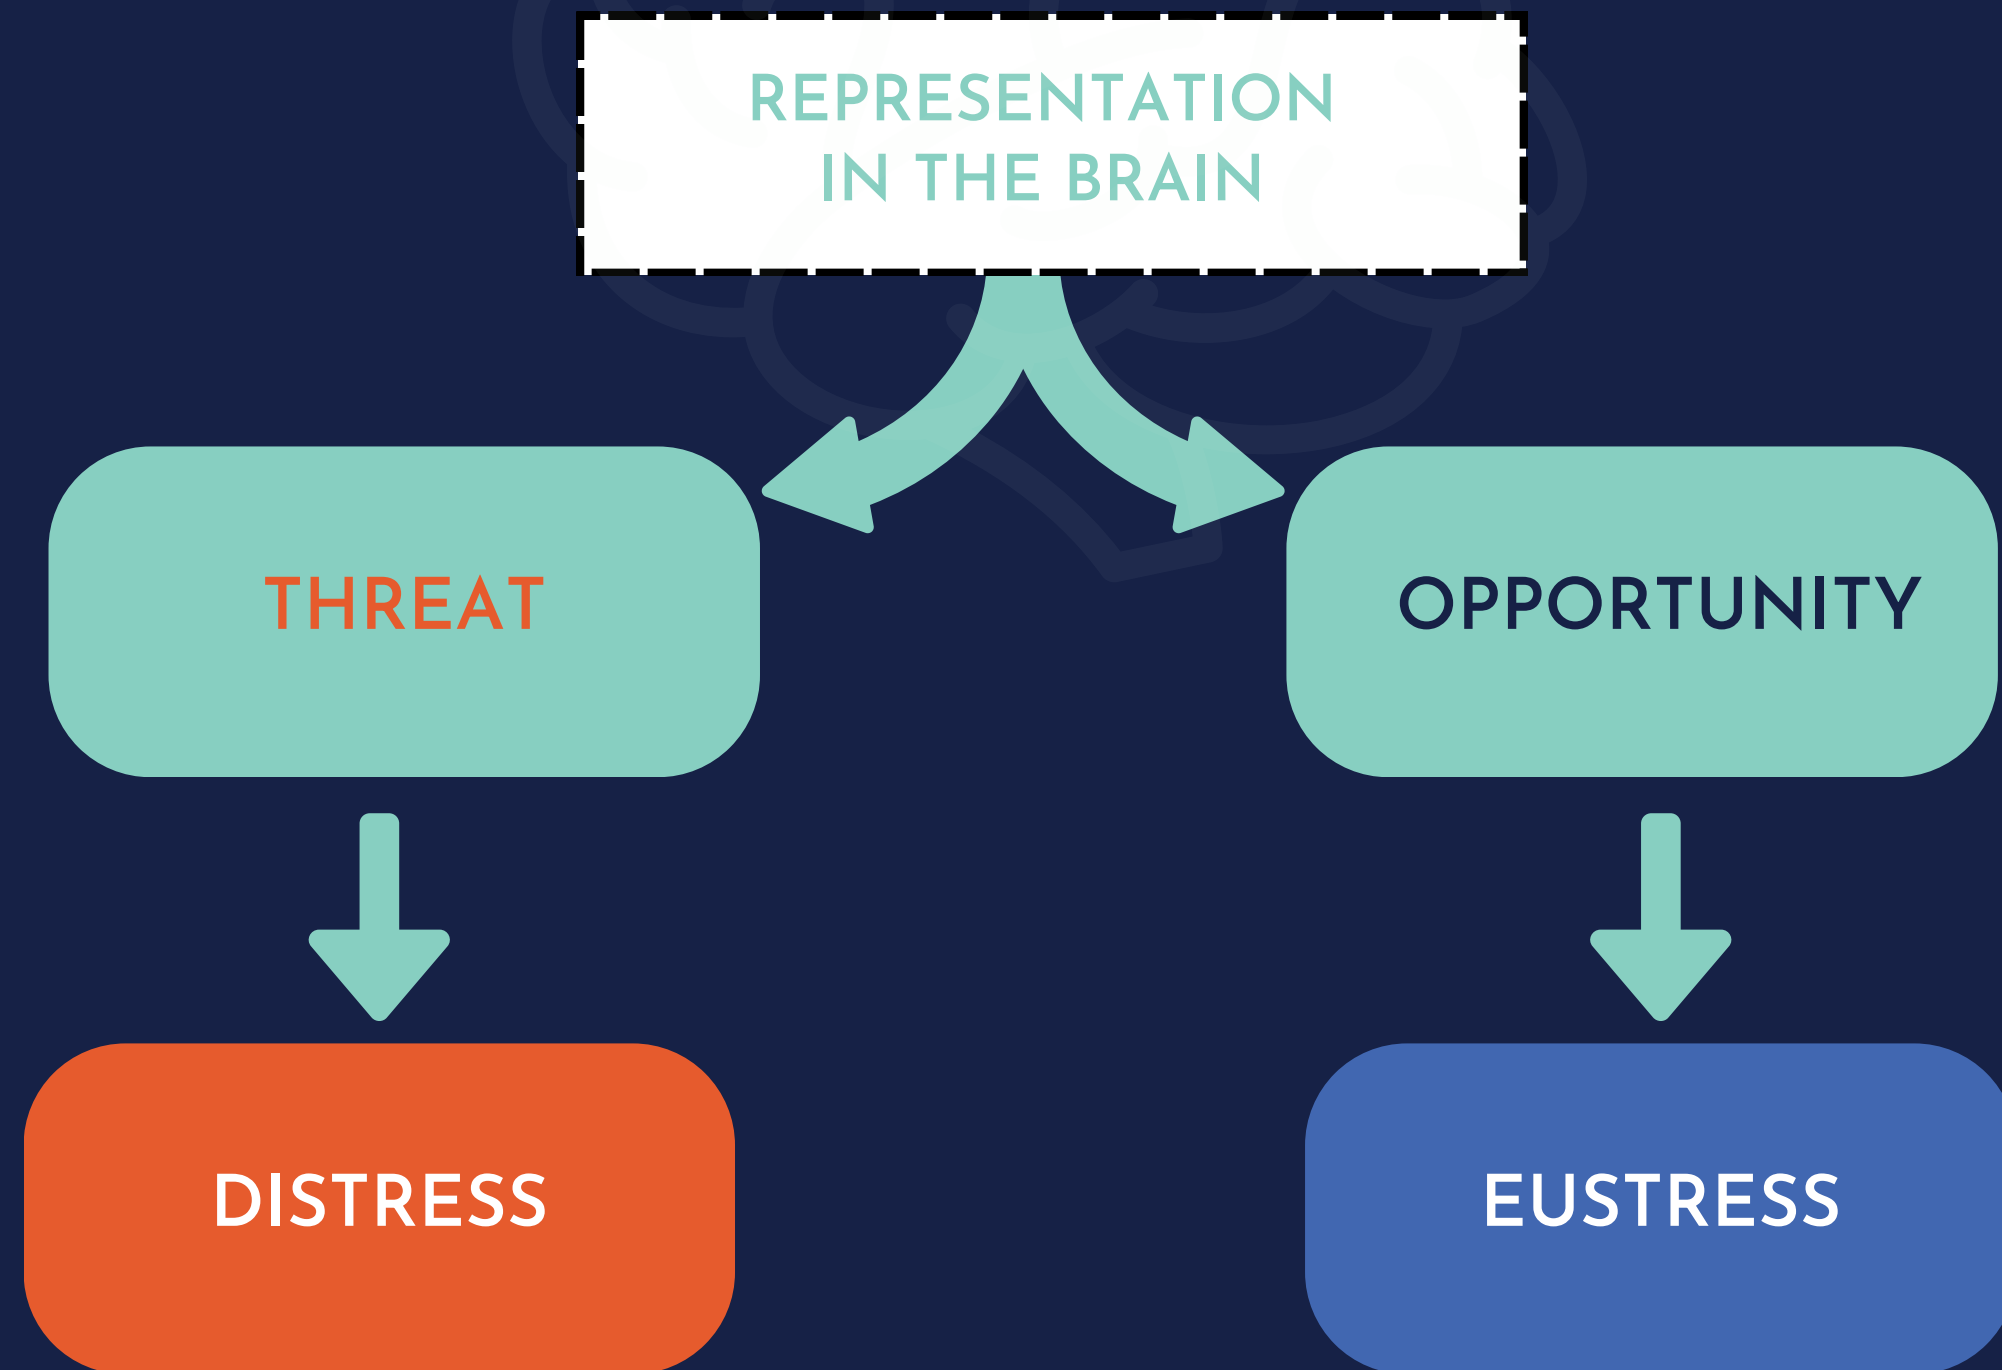 REPRESENTATION
IN THE BRAIN
THREAT
OPPORTUNITY
DISTRESS
EUSTRESS